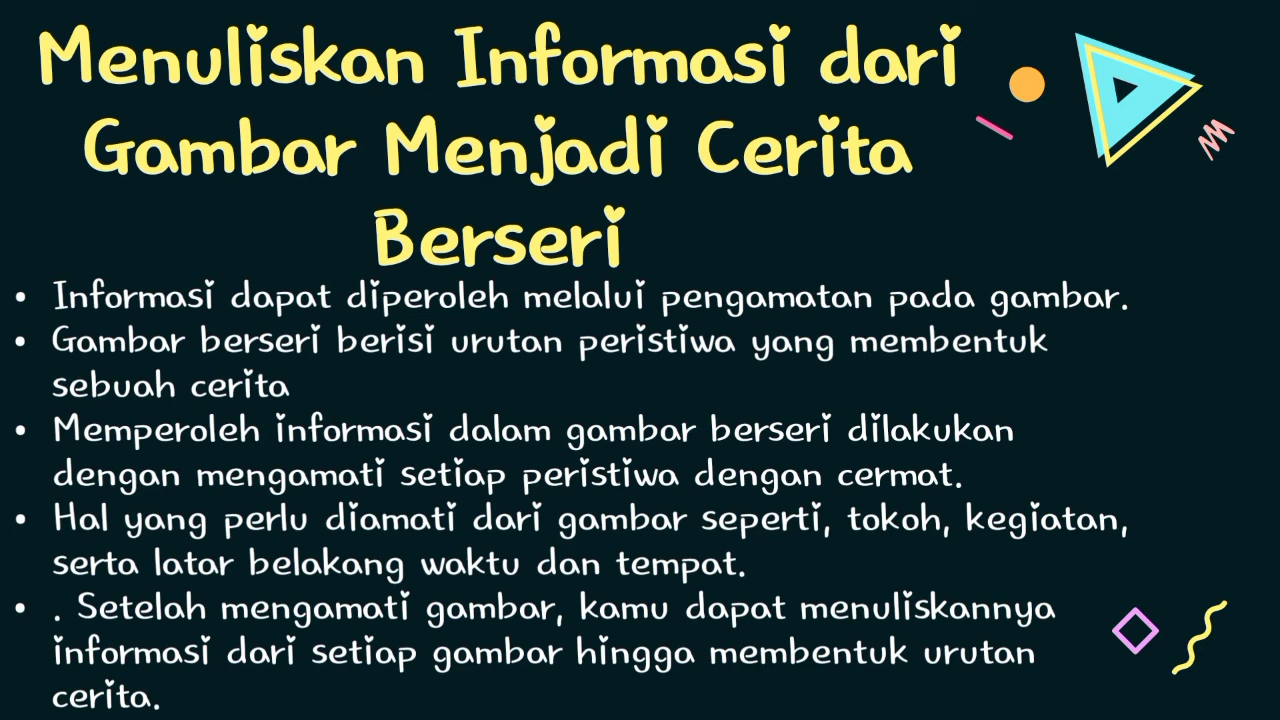 Menuliskan Informasi dari
Gambar Menjadi Cerita
Berseri
• Informasi dapat diperoleh melalui pengamatan pada gambar.
• Gambar berseri berisi urutan peristiwa yang membentuk
sebuah cerita
• Memperoleh informasi dalam gambar berseri dilakukan
dengan mengamati setiap peristiwa dengan cermat.
• Hal yang perlu diamati dari gambar seperti, tokoh, kegiatan,
serta latar belakang waktu dan tempat.
• . Setelah mengamati gambar, kamu dapat menuliskannya
informasi dari setiap gambar hingga membentuk urutan
cerita.